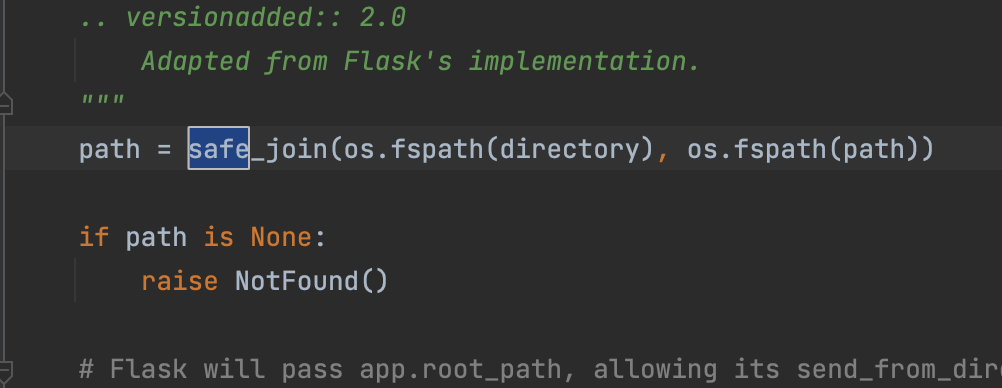 .. versionadded:: 2.0
Adapted from Flask's implementation.
"""
path = safe_join(os.fspath(directory), os.fspath(path))
if path is None:
raise NotFound()
# Flask will pass app.root_path, allowing its send_from_dir